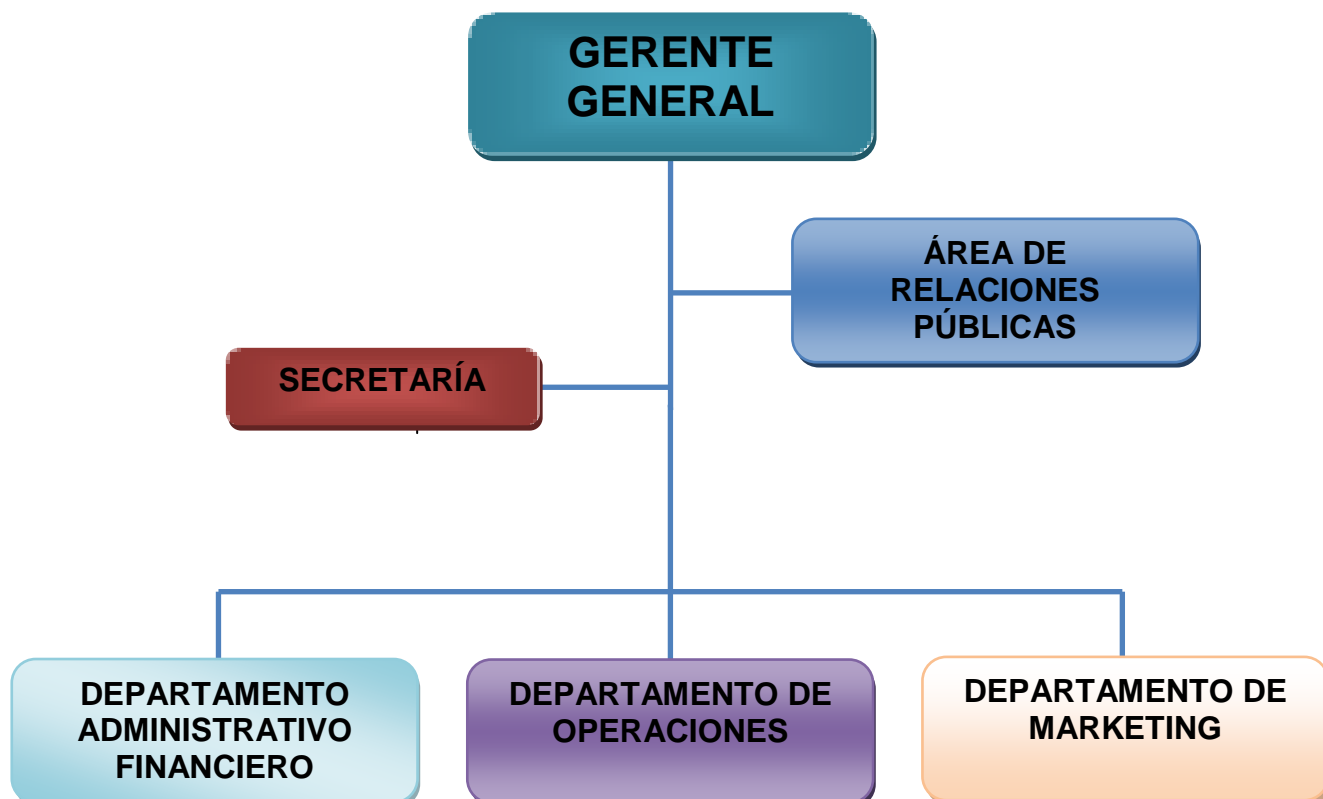 GERENTE
GENERAL
ÁREA DE
RELACIONES
PÚBLICAS
SECRETARÍA
DEPARTAMENTO
ADMINISTRATIVO
FINANCIERO
DEPARTAMENTO DE
OPERACIONES
DEPARTAMENTO DE
MARKETING